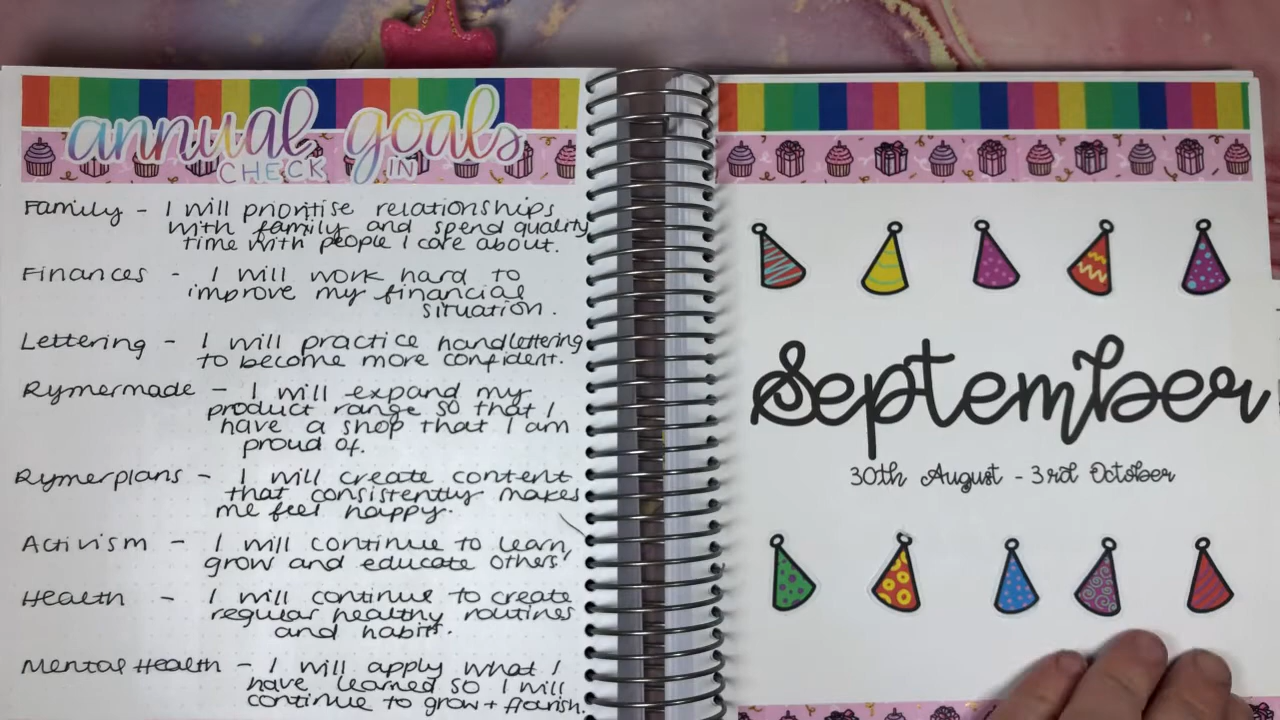 annual goals
CHECK IN
Family - I will prioritise relationships
with family and spend quality
time with people I care about.
Finances - I will work hard to
improve my financial
situation.
Lettering - I will practice handlettering
to become more confident.
Rymermade - I will expand my
product range so that I
have a shop that I am
proud of.
Rymerplans - I will create content
that consistently makes
me feel happy.
Activism - I will continue to learn,
grow and educate others'
Health - I will continue to create
regular healthy routines
and habits.
Mental Health - I will apply what I
have learned so I will
continue to grow + flourish.
September
30th August - 3rd October